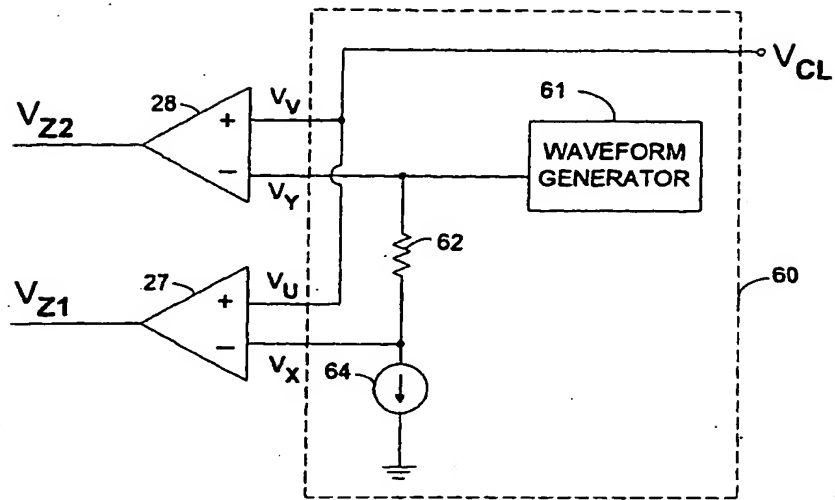 V_CL
61
28
V_V
V_Z2
+
WAVEFORM
GENERATOR
−
V_Y
62
27
V_U
60
V_Z1
+
−
V_X
64